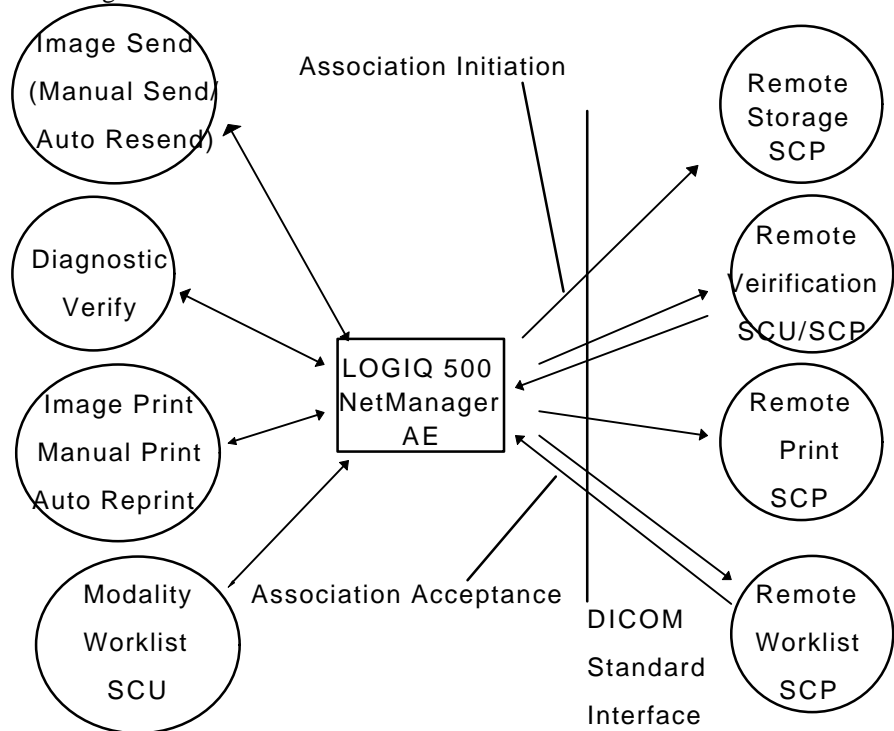 Image Send
(Manual Send/
Auto Resend)
Diagnostic
Verify
Image Print
Manual Print
Auto Reprint
Modality
Worklist
SCU
Association Initiation
LOGIQ 500
NetManager
AE
Association Acceptance
DICOM
Standard
Interface
Remote
Storage
SCP
Remote
Veirification
SCU/SCP
Remote
Print
SCP
Remote
Worklist
SCP